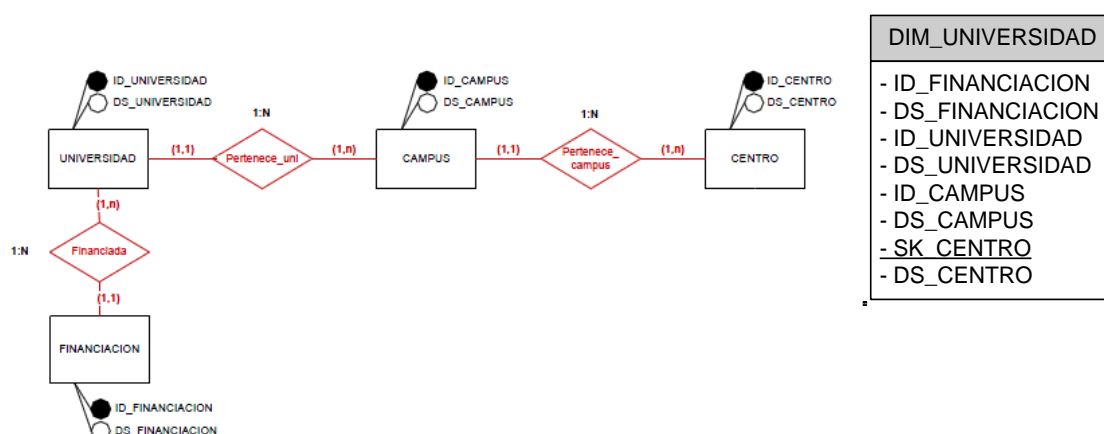 ID_UNIVERSIDAD
DS_UNIVERSIDAD
ID_CAMPUS
DS_CAMPUS
ID_CENTRO
DS_CENTRO
1:N
1:N
UNIVERSIDAD
(1,1)
Pertenece_uni
(1,n)
CAMPUS
(1,1)
Pertenece_
campus
(1,n)
CENTRO
(1,n)
1:N
Financiada
(1,1)
FINANCIACION
ID_FINANCIACION
DS_FINANCIACION
DIM_UNIVERSIDAD
- ID_FINANCIACION
- DS_FINANCIACION
- ID_UNIVERSIDAD
- DS_UNIVERSIDAD
- ID_CAMPUS
- DS_CAMPUS
- SK_CENTRO
- DS_CENTRO